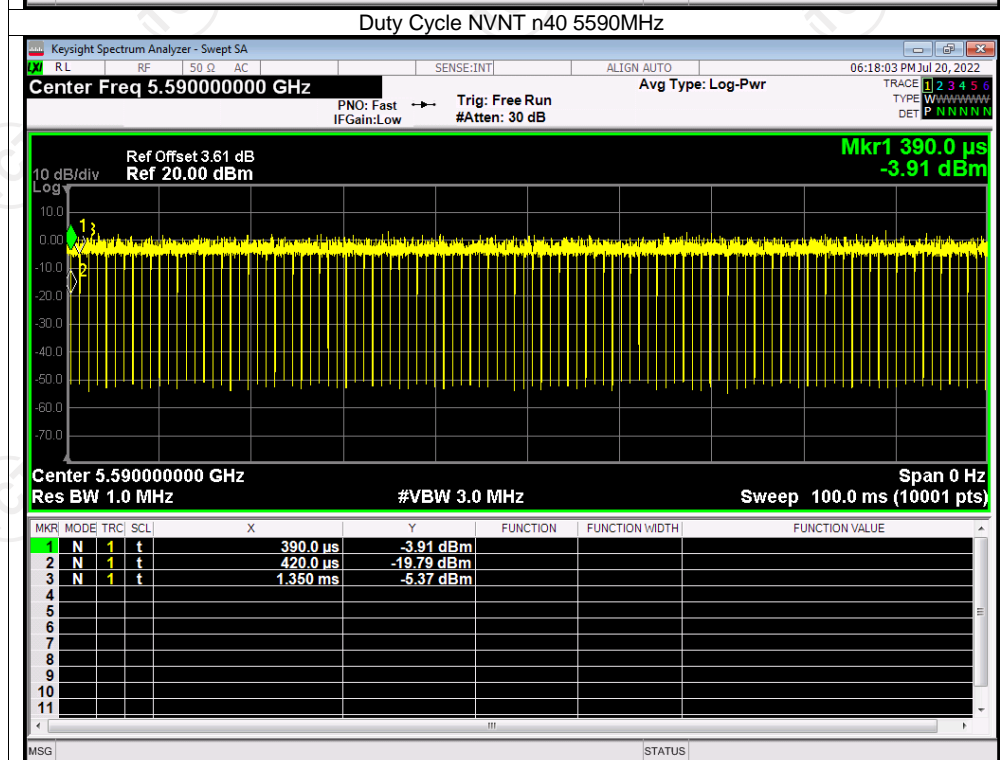 Duty Cycle NVNT n40 5590MHz
Keysight Spectrum Analyzer - Swept SA
LXI RL RF 50 Ω AC SENSE:INT ALIGN AUTO 06:18:03 PM Jul 20, 2022
Center Freq 5.590000000 GHz Avg Type: Log-Pwr TRACE 1 2 3 4 5 6
PNO: Fast Trig: Free Run TYPE WWWWWW
IFGain:Low #Atten: 30 dB DET P N N N N N
Mkr1 390.0 µs
Ref Offset 3.61 dB
10 dB/div Ref 20.00 dBm -3.91 dBm
Log
10.0
1 3
0.00
2
-10.0
-20.0
-30.0
-40.0
-50.0
-60.0
-70.0
Center 5.590000000 GHz Span 0 Hz
Res BW 1.0 MHz #VBW 3.0 MHz Sweep 100.0 ms (10001 pts)
MKR MODE TRC SCL X Y FUNCTION FUNCTION WIDTH FUNCTION VALUE
1 N 1 t 390.0 µs -3.91 dBm
2 N 1 t 420.0 µs -19.79 dBm
3 N 1 t 1.350 ms -5.37 dBm
4
5
6
7
8
9
10
11
MSG STATUS